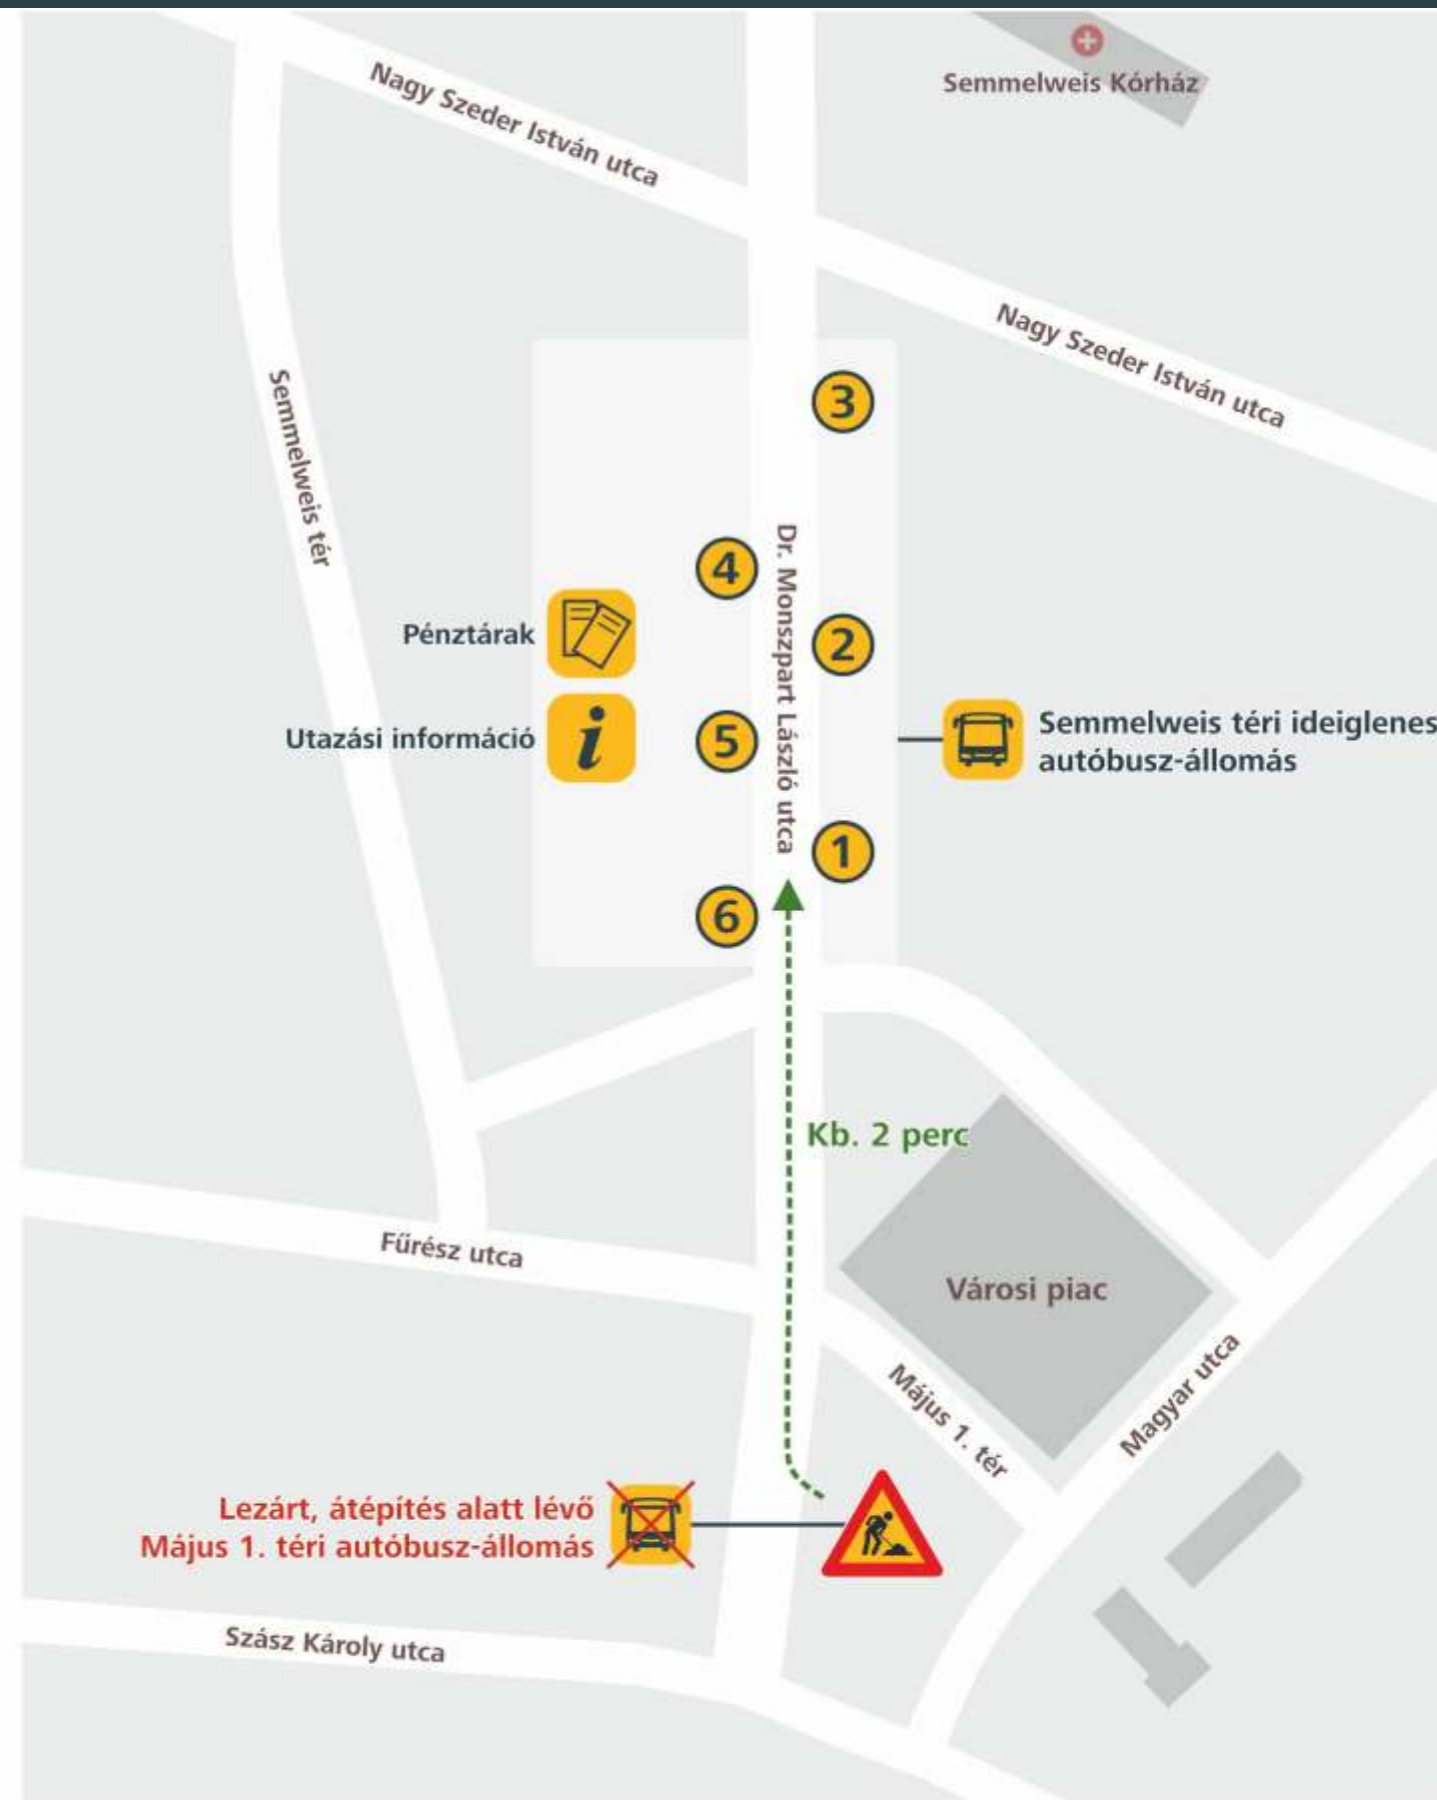 Semmelweis Kórház
Nagy Szeder István utca
Nagy Szeder István utca
Semmelweis tér
3
Dr. Monszpart László utca
4
Pénztárak
2
Utazási információ
i
5
Semmelweis téri ideiglenes
autóbusz-állomás
1
6
Kb. 2 perc
Fűrész utca
Városi piac
Május 1. tér
Magyar utca
Lezárt, átépítés alatt lévő
Május 1. téri autóbusz-állomás
Szász Károly utca